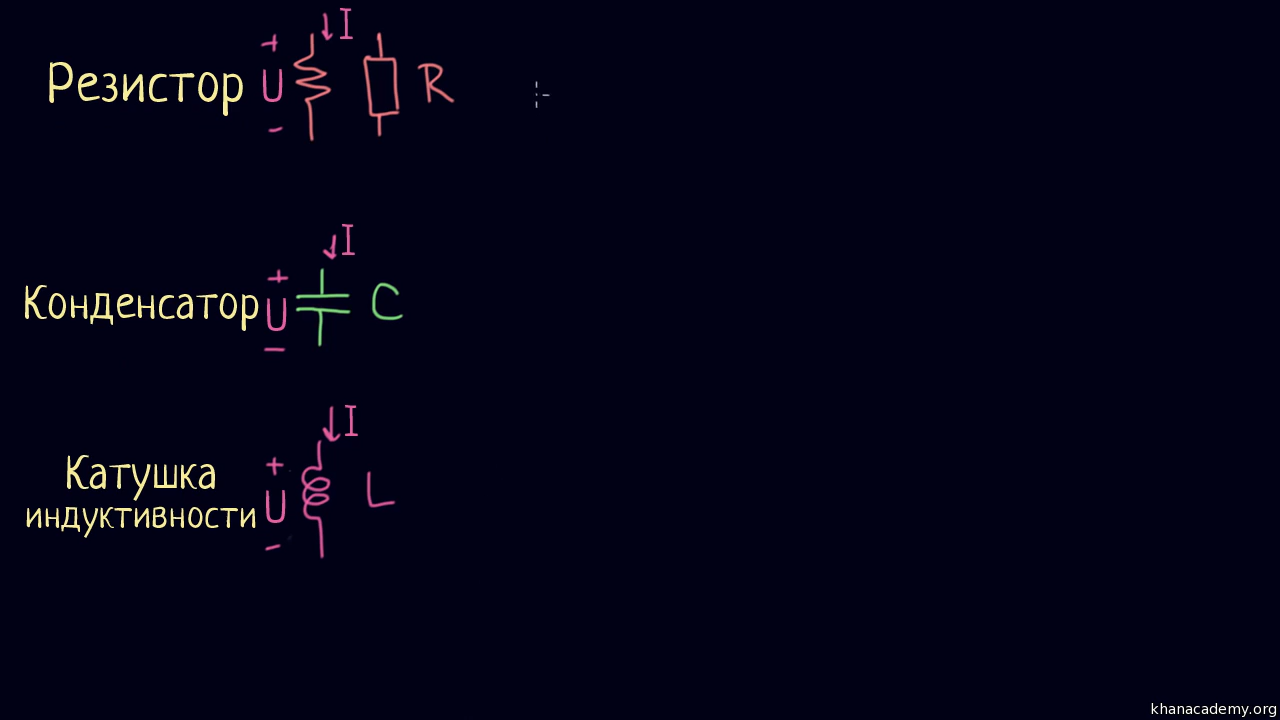 I
+
Резистор U R
-
I
+
Конденсатор U C
-
I
+
Катушка L
индуктивности U
-
khanacademy.org